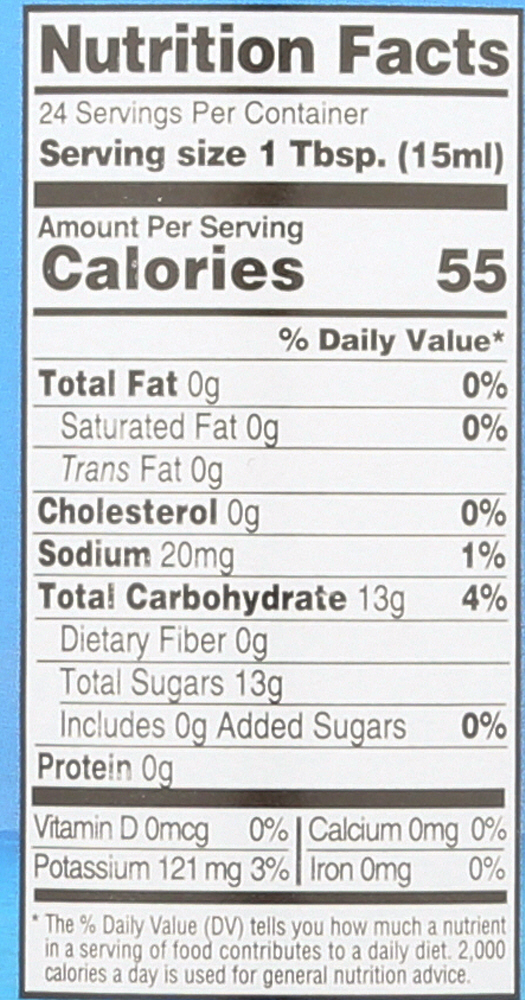 Nutrition Facts
24 Servings Per Container
Serving size 1 Tbsp. (15ml)
Amount Per Serving
Calories 55
% Daily Value*
Total Fat 0g 0%
Saturated Fat 0g 0%
Trans Fat 0g
Cholesterol 0g 0%
Sodium 20mg 1%
Total Carbohydrate 13g 4%
Dietary Fiber 0g
Total Sugars 13g
Includes 0g Added Sugars 0%
Protein 0g
Vitamin D 0mcg 0% | Calcium 0mg 0%
Potassium 121 mg 3% | Iron 0mg 0%
* The % Daily Value (DV) tells you how much a nutrient
in a serving of food contributes to a daily diet. 2,000
calories a day is used for general nutrition advice.